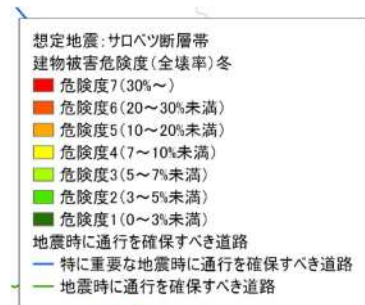 想定地震：サロベツ断層帯
建物被害危険度（全壊率）冬
危険度7（30%～）
危険度6（20～30%未満）
危険度5（10～20%未満）
危険度4（7～10%未満）
危険度3（5～7%未満）
危険度2（3～5%未満）
危険度1（0～3%未満）
地震時に通行を確保すべき道路
特に重要な地震時に通行を確保すべき道路
地震時に通行を確保すべき道路